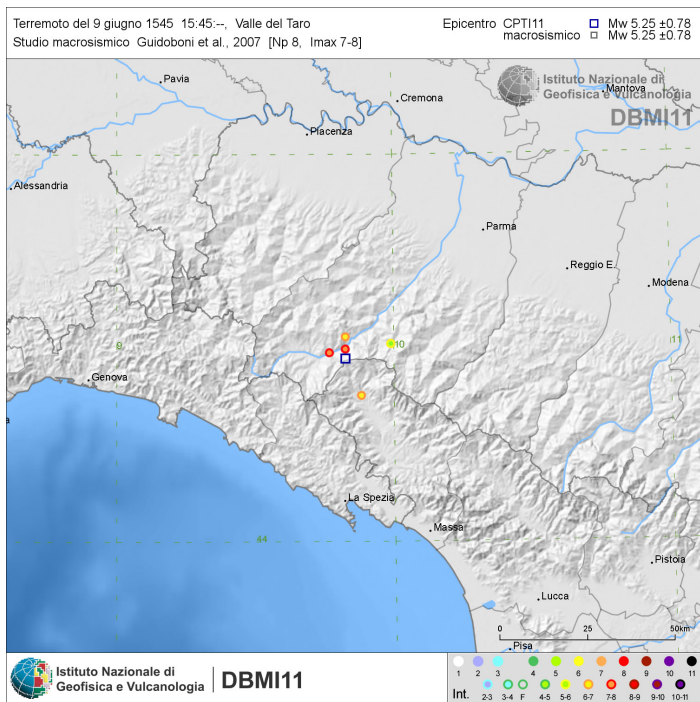 Terremoto del 9 giugno 1545 15:45:--, Valle del Taro
Studio macrosismico Guidoboni et al., 2007 [Np 8, Imax 7-8]
Epicentro CPTI11 Mw 5.25 ±0.78
macrosismico Mw 5.25 ±0.78
Istituto Nazionale di
Geofisica e Vulcanologia
DBMI11
Pavia
Cremona
Mantova
Piacenza
Alessandria
Parma
Reggio E.
Modena
9
10
11
Genova
La Spezia
44
Massa
Pistoia
Lucca
0 25 50km
Pisa
Istituto Nazionale di
Geofisica e Vulcanologia
DBMI11
1 2 3 4 5 6 7 8 9 10 11
Int. 2-3 3-4 F 4-5 5-6 6-7 7-8 8-9 9-10 10-11